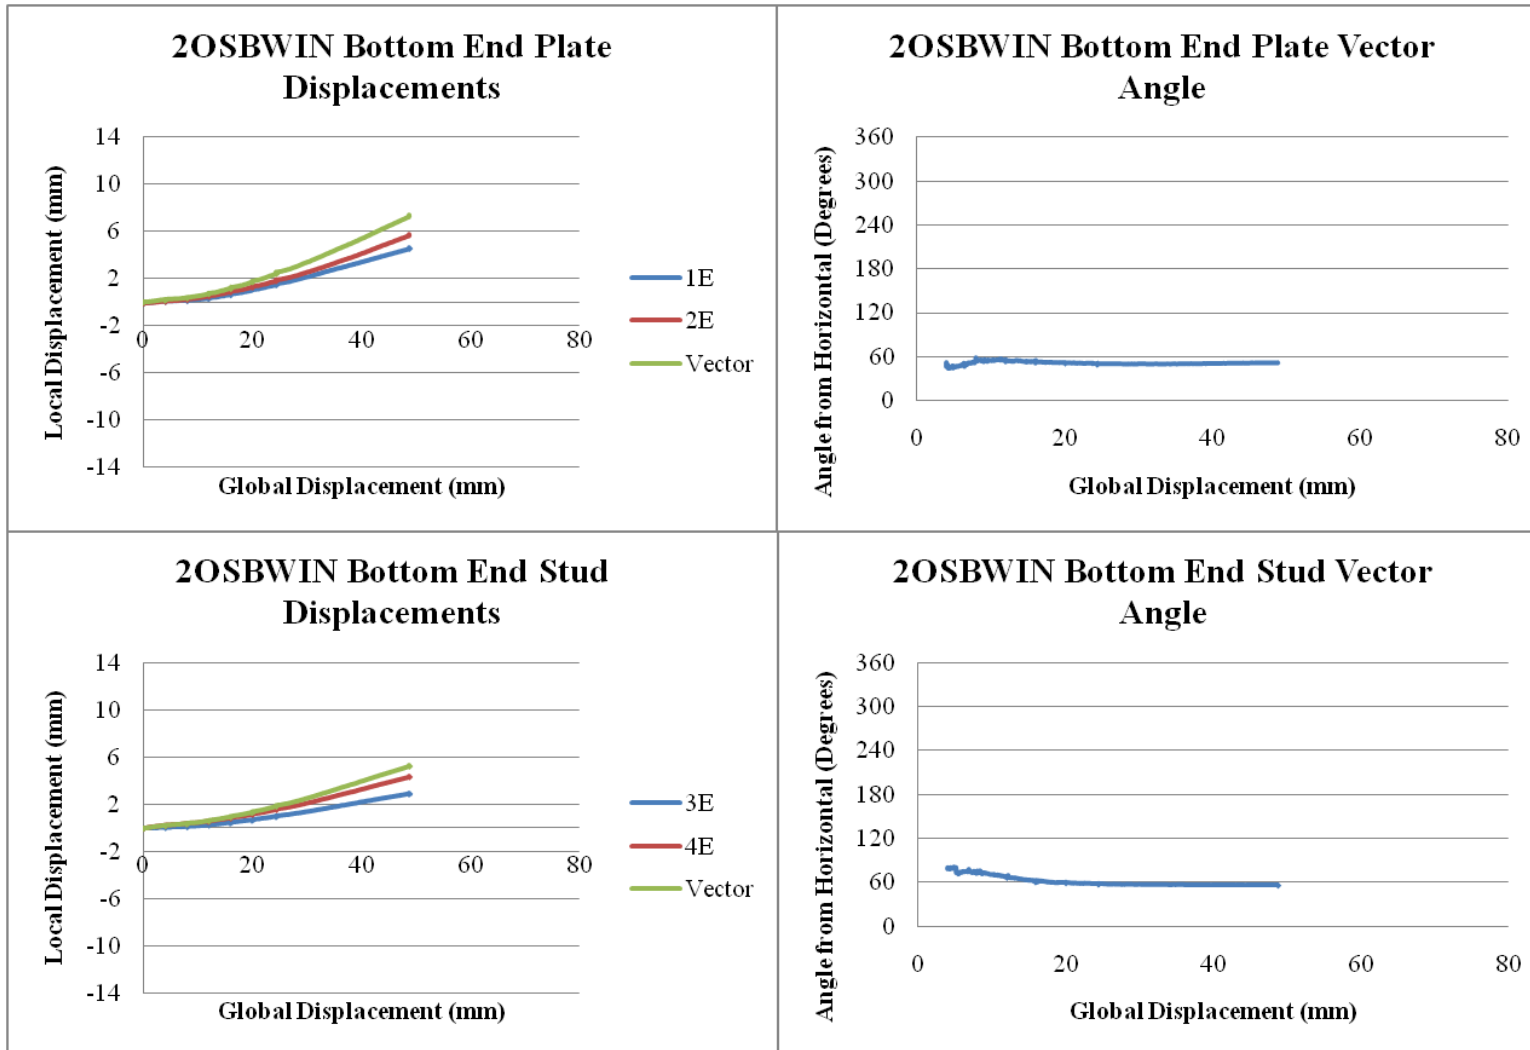 2OSBWIN Bottom End Plate
Displacements
Local Displacement (mm)
14
10
6
2
-2
-6
-10
-14
0
20
40
60
80
Global Displacement (mm)
1E
2E
Vector
2OSBWIN Bottom End Plate Vector
Angle
Angle from Horizontal (Degrees)
360
300
240
180
120
60
0
0
20
40
60
80
Global Displacement (mm)
2OSBWIN Bottom End Stud
Displacements
Local Displacement (mm)
14
10
6
2
-2
-6
-10
-14
0
20
40
60
80
Global Displacement (mm)
3E
4E
Vector
2OSBWIN Bottom End Stud Vector
Angle
Angle from Horizontal (Degrees)
360
300
240
180
120
60
0
0
20
40
60
80
Global Displacement (mm)